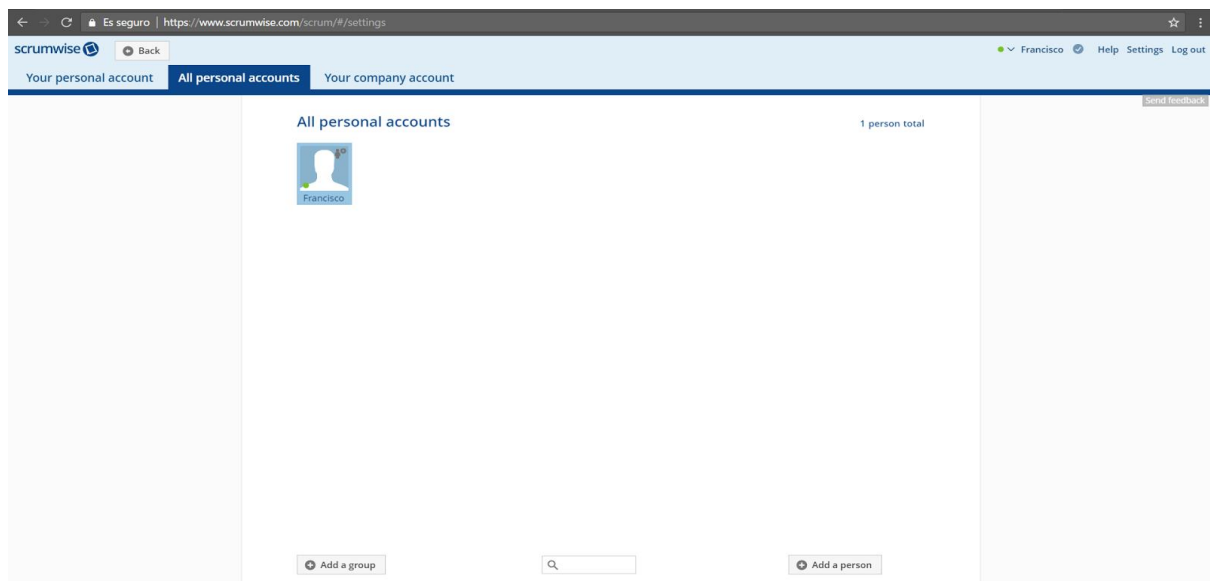 Es seguro | https://www.scrumwise.com/scrum/#/settings
scrumwise Back Francisco Help Settings Log out
Your personal account All personal accounts Your company account
Send feedback
All personal accounts 1 person total
Francisco
Add a group Add a person